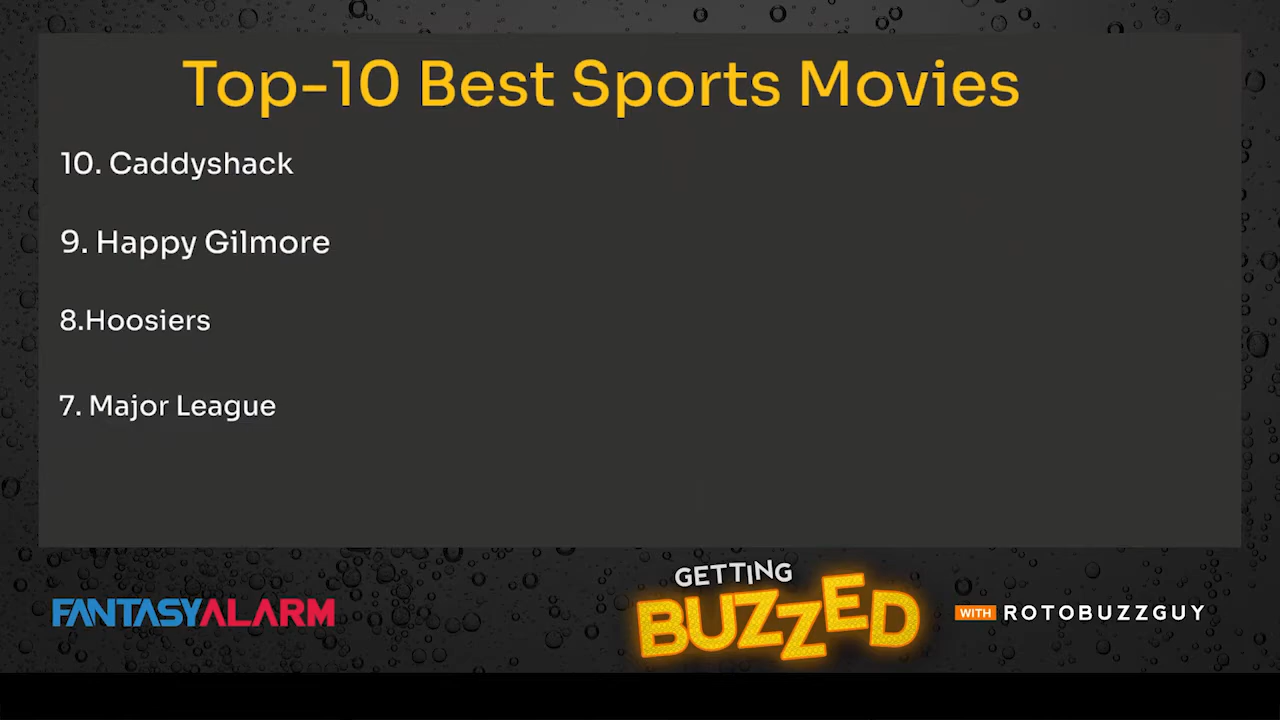 Top-10 Best Sports Movies
10. Caddyshack
9. Happy Gilmore
8.Hoosiers
7. Major League
GETTING
BUZZED
FANTASYALARM
WITH ROTOBUZZGUY